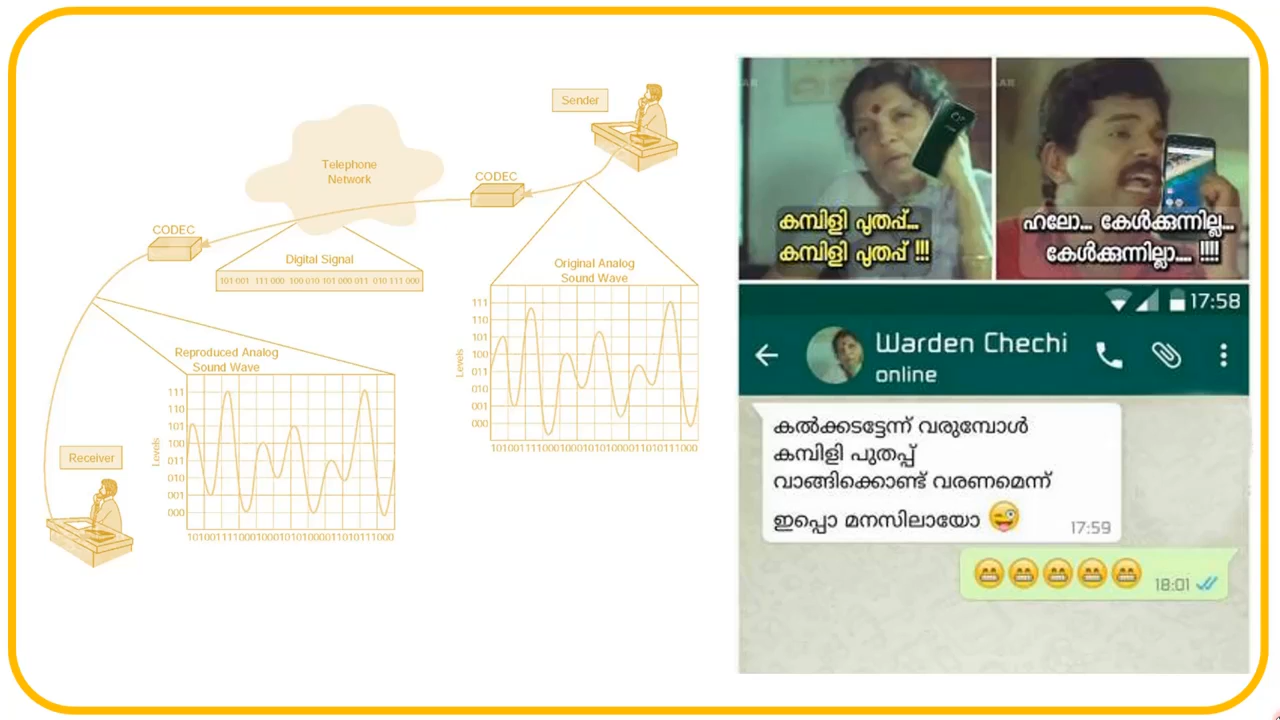 Sender
Telephone
Network
CODEC
CODEC
Digital Signal
101 001 111 000 100 010 101 000 011 010 111 000
Original Analog
Sound Wave
111
110
101
100
011
010
001
000
Levels
Reproduced Analog
Sound Wave
111
110
101
100
011
010
001
000
Levels
Receiver
കമ്പിളി പുതപ്പ്...
കമ്പിളി പുതപ്പ് !!!
ഹലോ... കേൾക്കുന്നില്ല...
കേൾക്കുന്നില്ലാ.... !!!!
17:58
Warden Chechi
online
കൽക്കട്ടേന്ന് വരുമ്പോൾ
കമ്പിളി പുതപ്പ്
വാങ്ങിക്കൊണ്ട് വരണമെന്ന്
ഇപ്പൊ മനസിലായോ 😜
17:59
😬😬😬😬😬 18:01